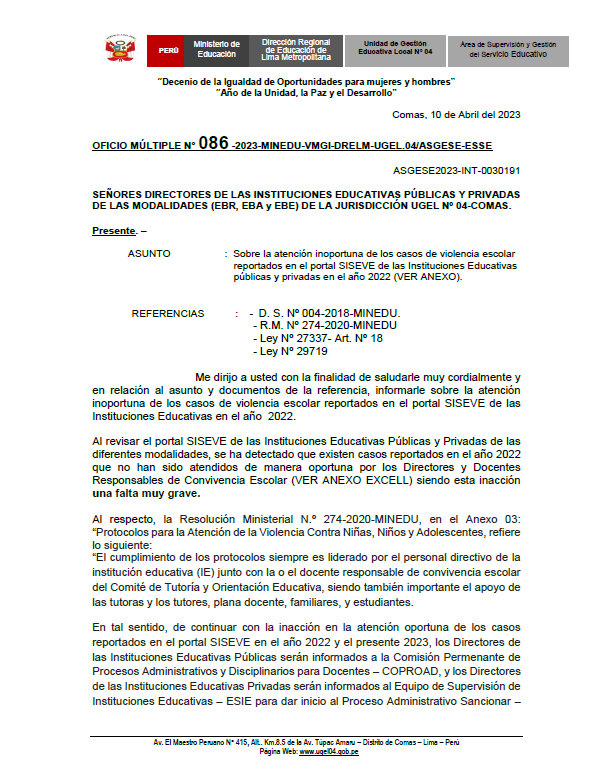 PERÚ
Ministerio de
Educación
Dirección Regional
de Educación de
Lima Metropolitana
Unidad de Gestión
Educativa Local Nº 04
Área de Supervisión y Gestión
del Servicio Educativo
“Decenio de la Igualdad de Oportunidades para mujeres y hombres”
“Año de la Unidad, la Paz y el Desarrollo”
Comas, 10 de Abril del 2023
OFICIO MÚLTIPLE N° 086 -2023-MINEDU-VMGI-DRELM-UGEL.04/ASGESE-ESSE
ASGESE2023-INT-0030191
SEÑORES DIRECTORES DE LAS INSTITUCIONES EDUCATIVAS PÚBLICAS Y PRIVADAS
DE LAS MODALIDADES (EBR, EBA y EBE) DE LA JURISDICCIÓN UGEL Nº 04-COMAS.
Presente. –
ASUNTO : Sobre la atención inoportuna de los casos de violencia escolar
reportados en el portal SISEVE de las Instituciones Educativas
públicas y privadas en el año 2022 (VER ANEXO).
REFERENCIAS : - D. S. Nº 004-2018-MINEDU.
- R.M. Nº 274-2020-MINEDU
- Ley Nº 27337- Art. Nº 18
- Ley Nº 29719
Me dirijo a usted con la finalidad de saludarle muy cordialmente y
en relación al asunto y documentos de la referencia, informarle sobre la atención
inoportuna de los casos de violencia escolar reportados en el portal SISEVE de las
Instituciones Educativas en el año 2022.
Al revisar el portal SISEVE de las Instituciones Educativas Públicas y Privadas de las
diferentes modalidades, se ha detectado que existen casos reportados en el año 2022
que no han sido atendidos de manera oportuna por los Directores y Docentes
Responsables de Convivencia Escolar (VER ANEXO EXCELL) siendo esta inacción
una falta muy grave.
Al respecto, la Resolución Ministerial N.º 274-2020-MINEDU, en el Anexo 03:
“Protocolos para la Atención de la Violencia Contra Niñas, Niños y Adolescentes, refiere
lo siguiente:
“El cumplimiento de los protocolos siempre es liderado por el personal directivo de la
institución educativa (IE) junto con la o el docente responsable de convivencia escolar
del Comité de Tutoría y Orientación Educativa, siendo también importante el apoyo de
las tutoras y los tutores, plana docente, familiares, y estudiantes.
En tal sentido, de continuar con la inacción en la atención oportuna de los casos
reportados en el portal SISEVE en el año 2022 y el presente 2023, los Directores de
las Instituciones Educativas Públicas serán informados a la Comisión Permanente de
Procesos Administrativos y Disciplinarios para Docentes – COPROAD, y los Directores
de las Instituciones Educativas Privadas serán informados al Equipo de Supervisión de
Instituciones Educativas – ESIE para dar inicio al Proceso Administrativo Sancionar –
Av. El Maestro Peruano N° 415, Alt.. Km.8.5 de la Av. Túpac Amaru – Distrito de Comas – Lima – Perú
Página Web: www.ugel04.gob.pe